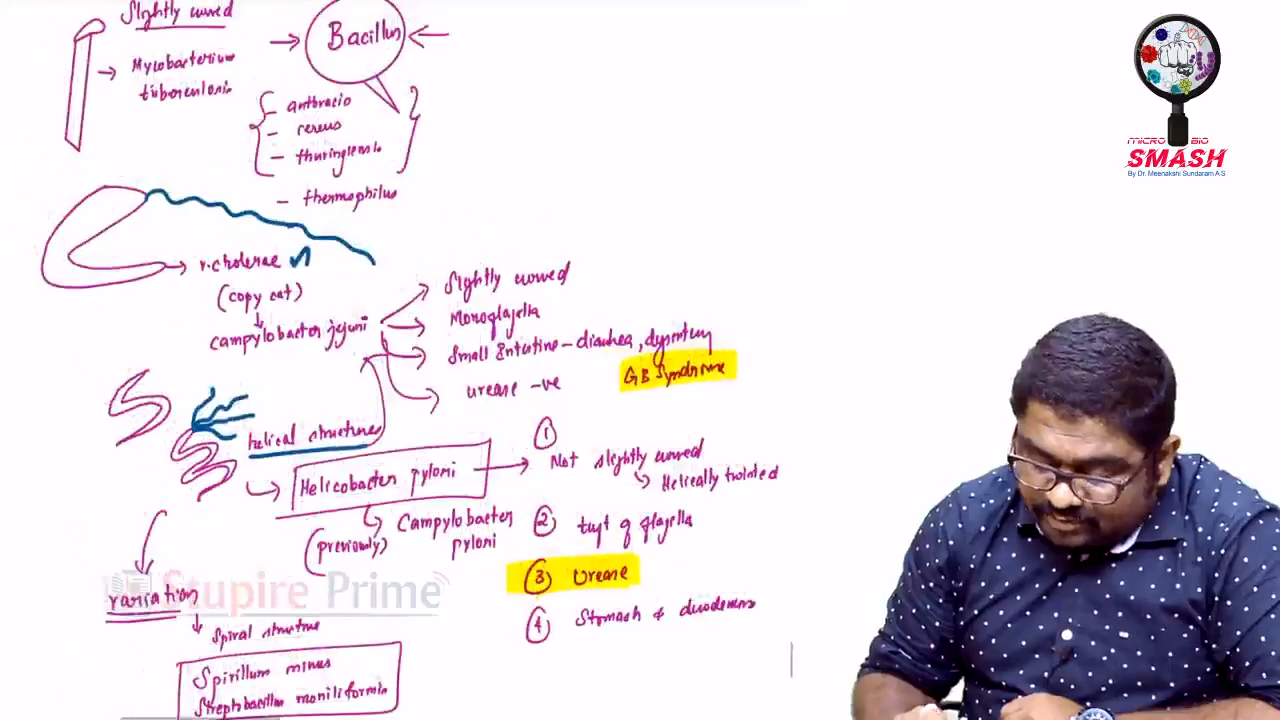 Slightly curved
Mycobacterium
tuberculosis
Bacillus
- anthracis
- cereus
- thuringiensis
- thermophilus
V. cholerae
(copy cat)
Campylobacter jejuni
Slightly curved
Monoflagella
Small Intestine - diarrhea, dysentery
GB Syndrome
urease -ve
helical structures
Helicobacter pylori
(previously)
Campylobacter
pylori
1
Not slightly curved
Helically twisted
2 tuft of flagella
3 Urease
4 Stomach & duodenum
variation
Spiral structure
Spirillum minus
Streptobacillus moniliformis
Stupire Prime
MICRO BIO
SMASH
By Dr. Meenakshi Sundaram A S